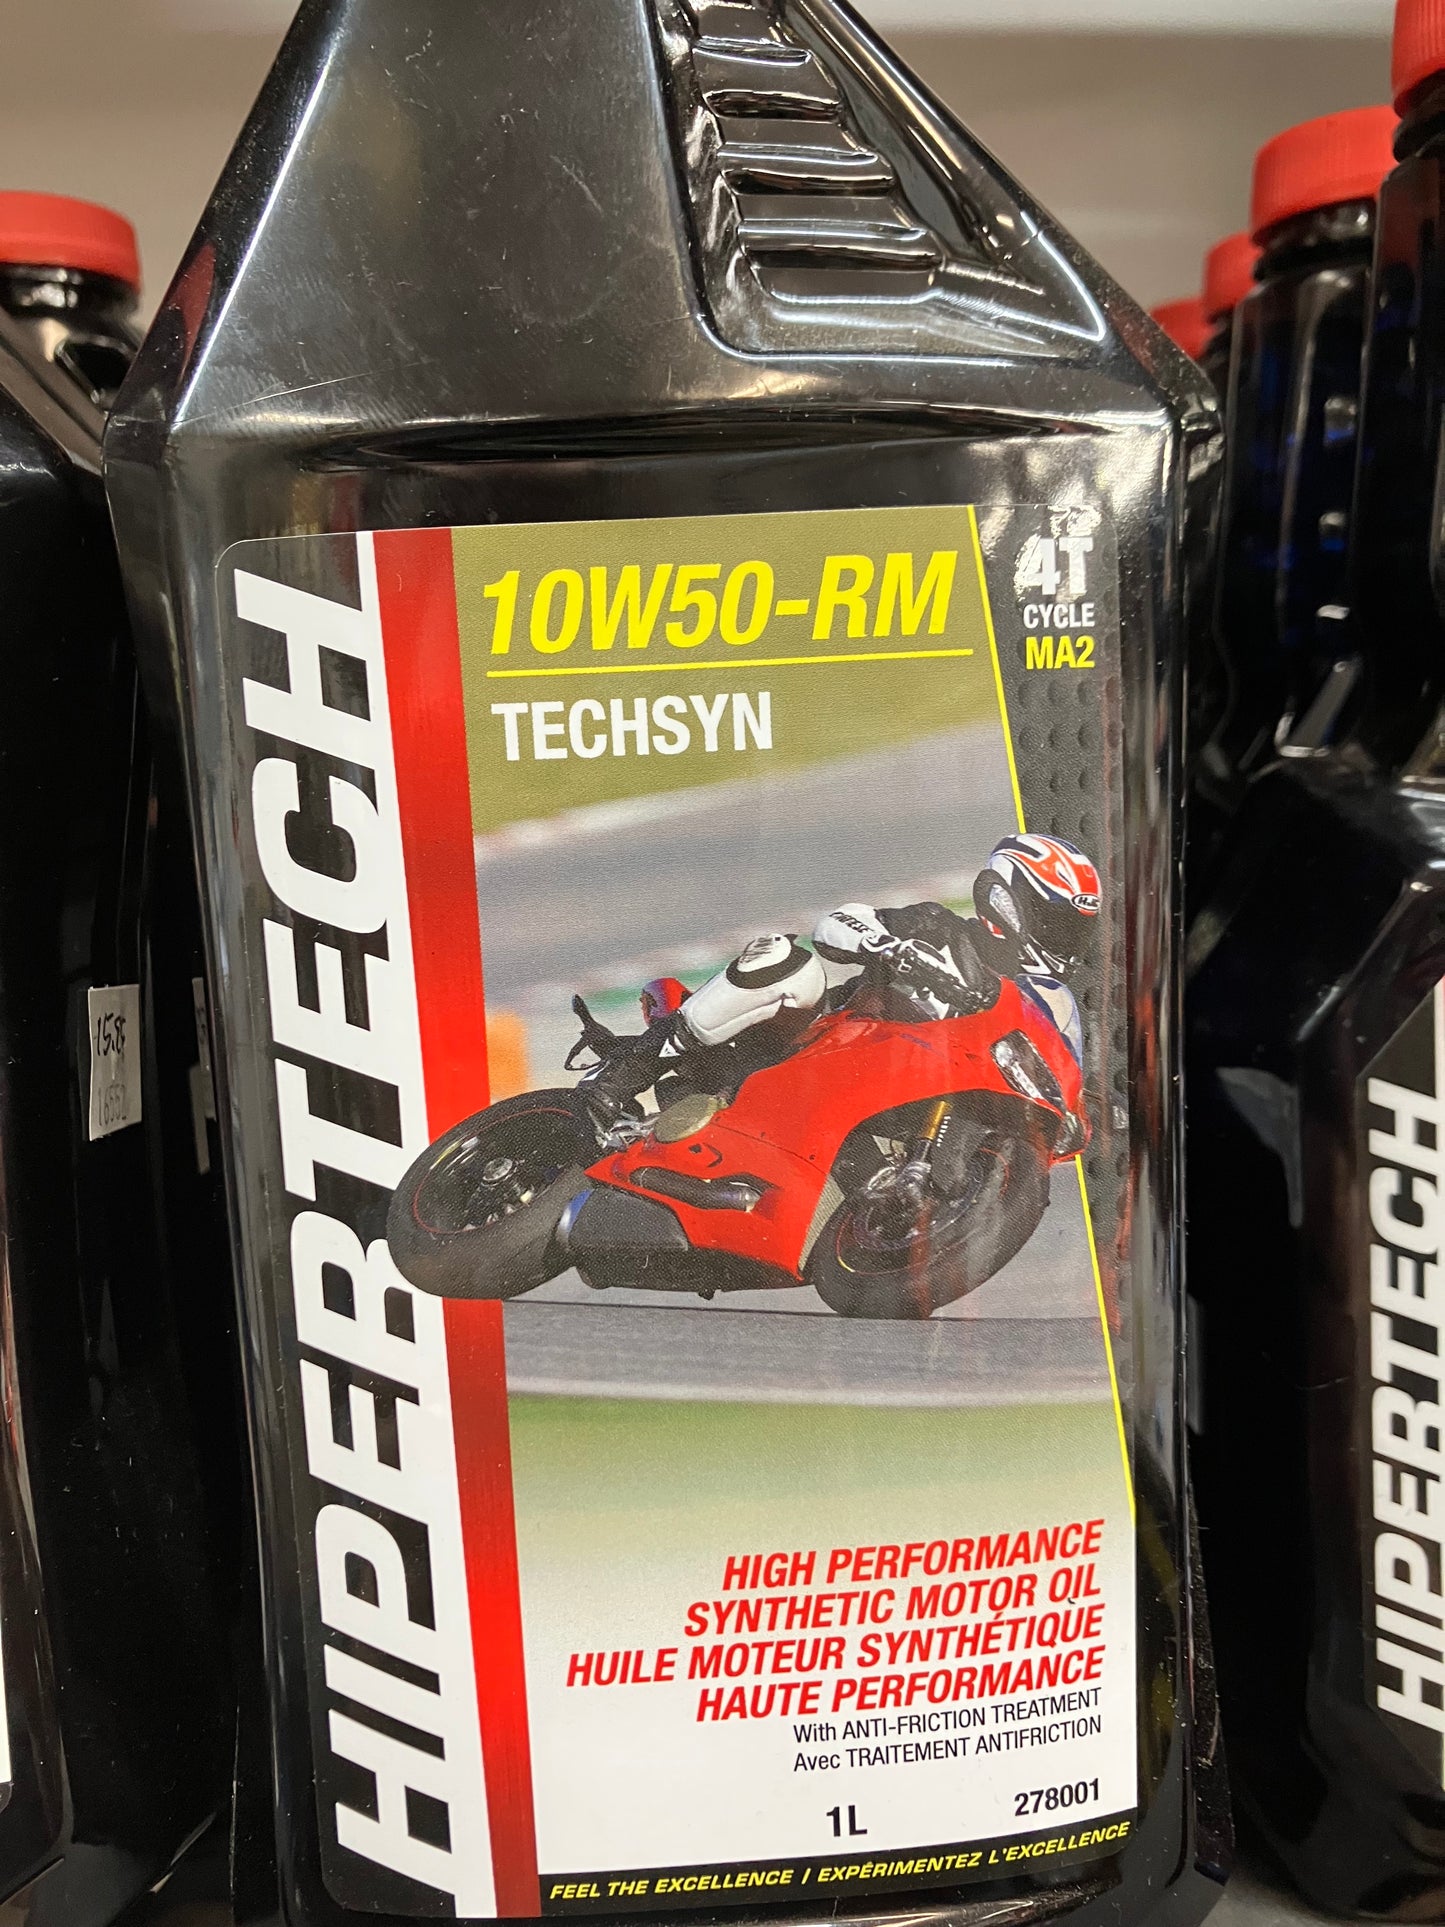 HIPERTECH
10W50-RM
TECHSYN
4T
CYCLE
MA2
HJC
HIGH PERFORMANCE
SYNTHETIC MOTOR OIL
HUILE MOTEUR SYNTHÉTIQUE
HAUTE PERFORMANCE
With ANTI-FRICTION TREATMENT
Avec TRAITEMENT ANTIFRICTION
1L
278001
FEEL THE EXCELLENCE / EXPÉRIMENTEZ L'EXCELLENCE
HIPERTECH